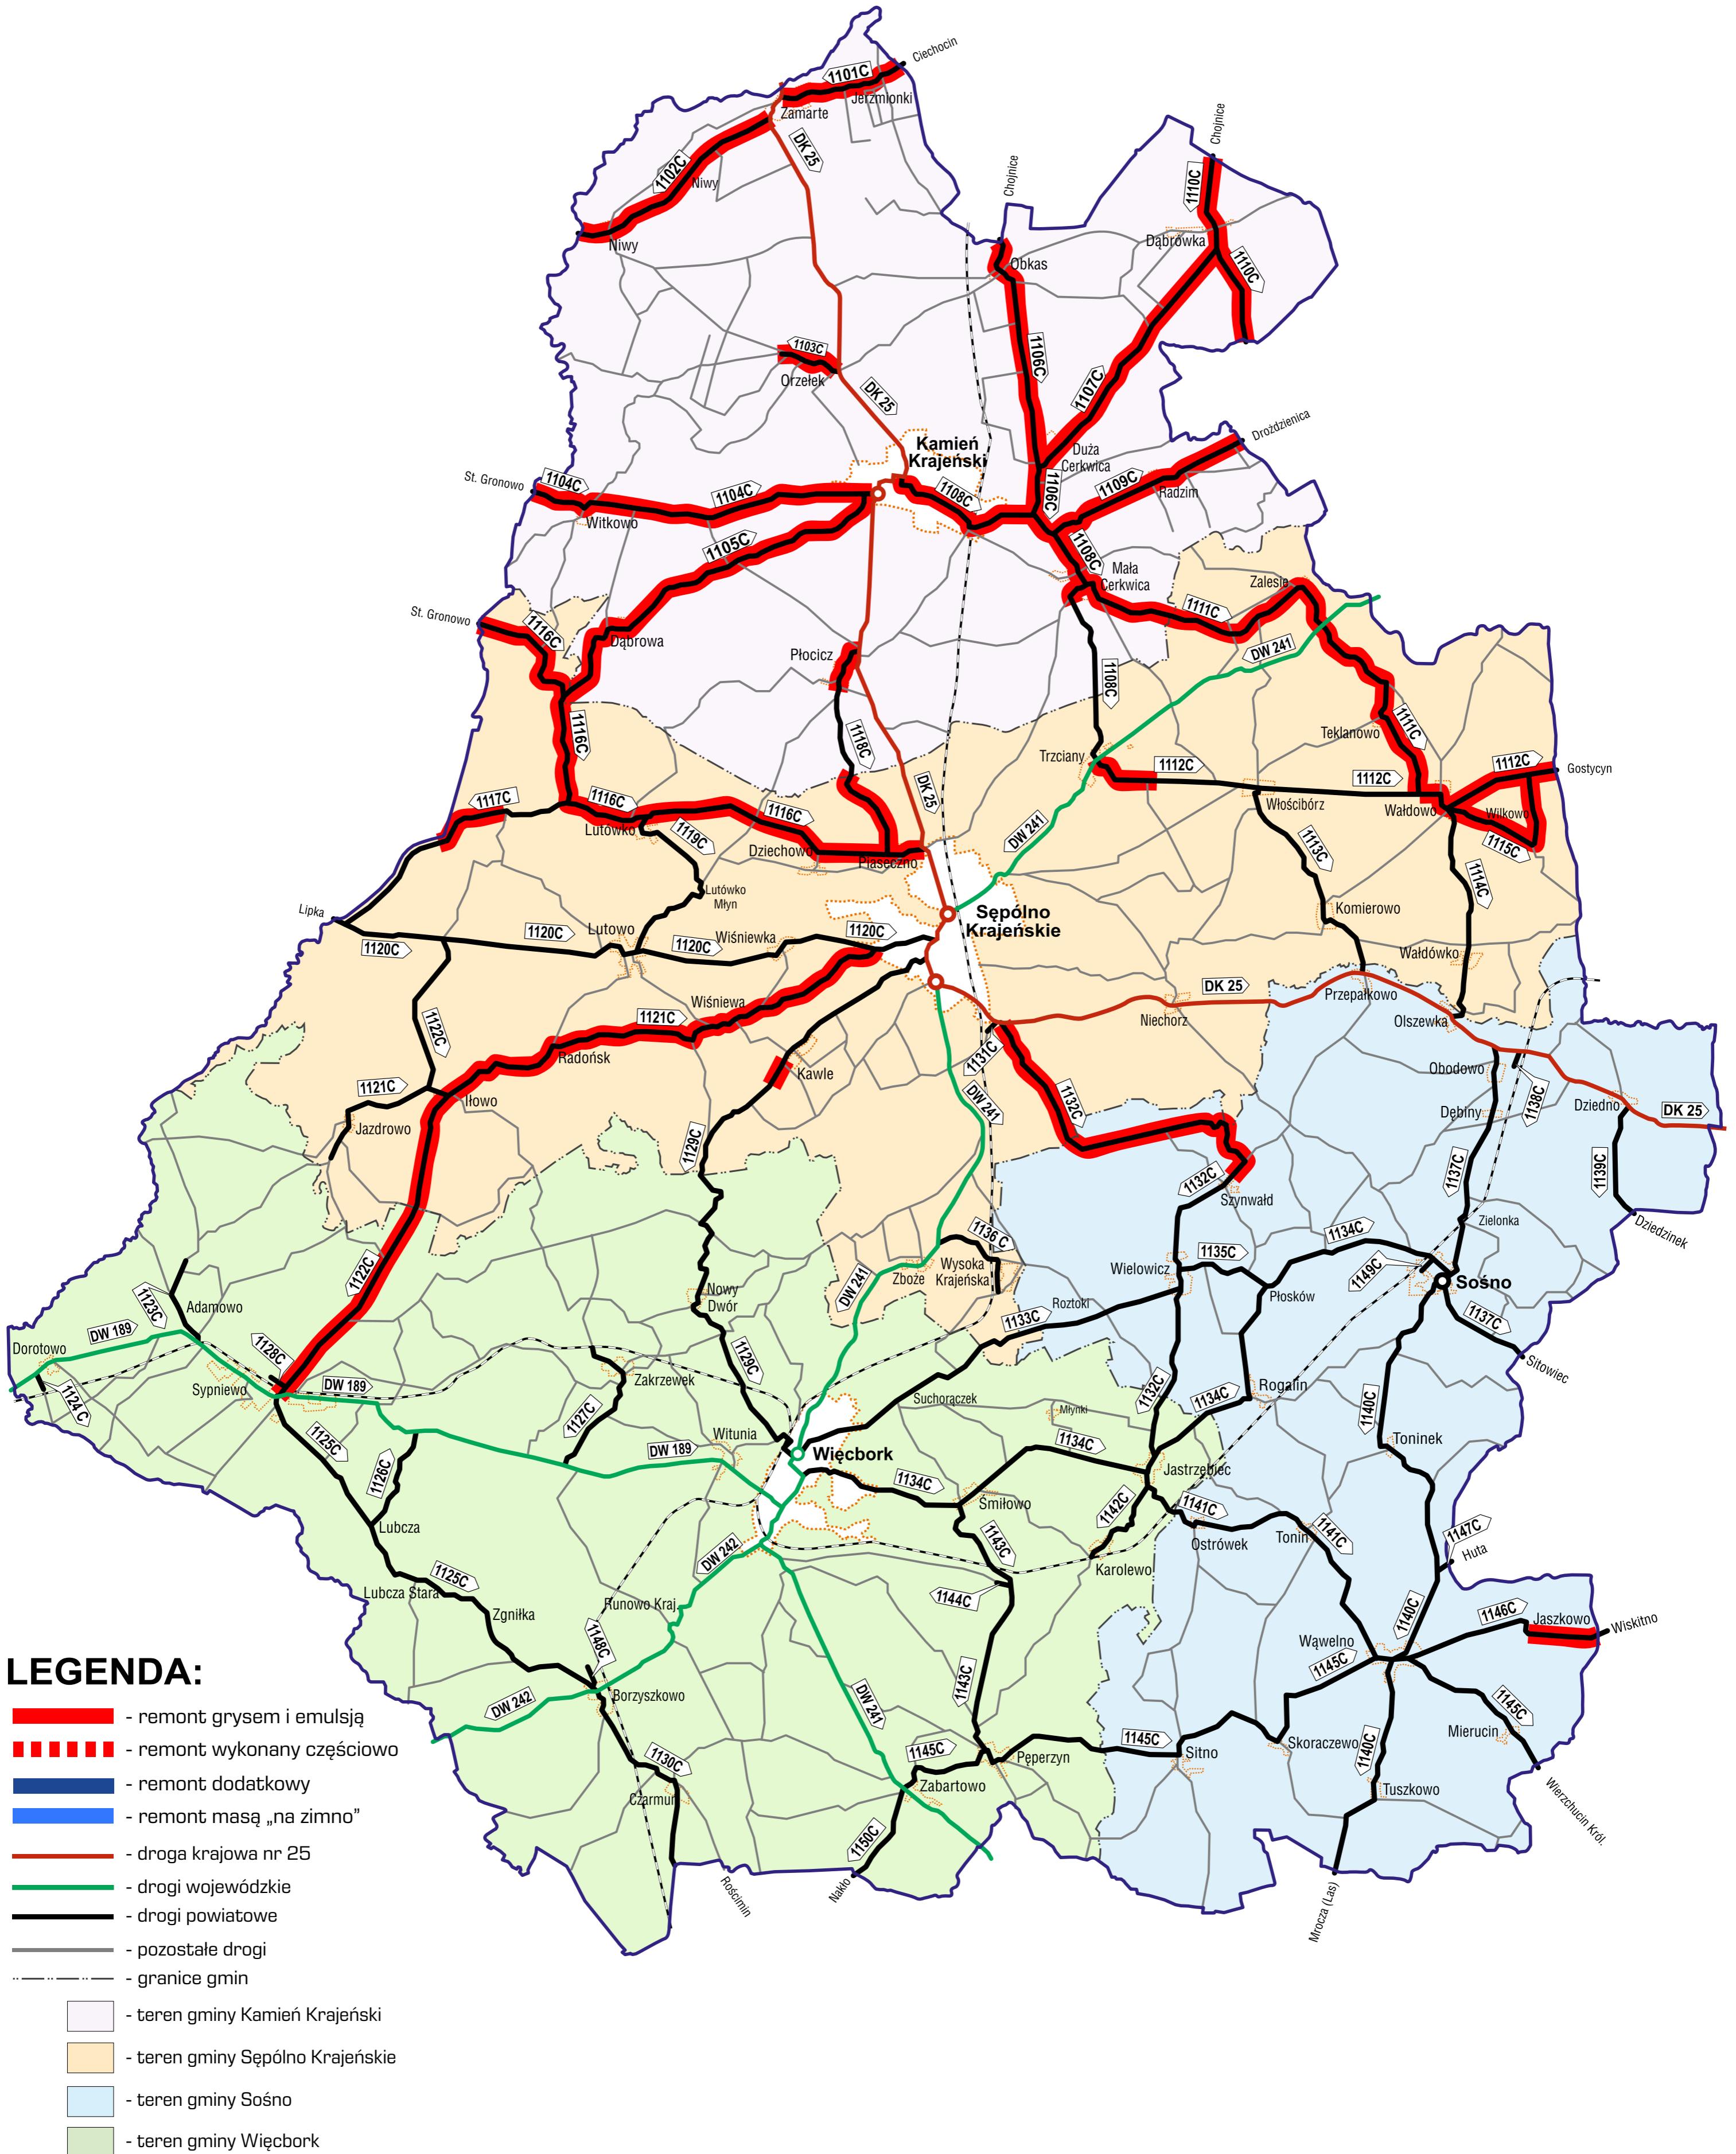 Ciechocin
1101C
Jerzmionki
Zamarte
DK 25
Chojnice
1102C
Niwy
Chojnice
1110C
Niwy
Dąbrówka
Obkas
1110C
1103C
Orzełek
1106C
1107C
DK 25
Kamień
Krajeński
Drożdzienica
Duża
Cerkwica
St. Gronowo
1104C
1104C
1108C
1106C
1109C
Radzim
Witkowo
1105C
1108C
Mała
Cerkwica
Zalesie
St. Gronowo
1116C
1111C
Dąbrowa
Płocicz
DW 241
1108C
1116C
1118C
Teklanowo
1111C
Trzciany
1112C
1112C
1112C
Gostycyn
DK 25
1117C
1116C
1116C
Włościbórz
Wałdowo
Wilkowo
Lutówko
1119C
DW 241
Dziechowo
Piaseczno
1113C
1115C
1114C
Lutówko
Młyn
Lipka
Sępólno
Krajeńskie
Komierowo
1120C
1120C
Lutowo
1120C
Wiśniewka
1120C
Wałdówko
DK 25
Przepałkowo
Wiśniewa
1121C
Niechorz
Olszewka
1122C
Radońsk
1131C
Kawle
Obodowo
1138C
1121C
Iłowo
DW 241
1132C
Dębiny
Dziedno
DK 25
Jazdrowo
1129C
1132C
Szynwałd
1137C
1139C
Zielonka
Dziedzinek
1136 C
1134C
1122C
Wysoka
Krajeńska
Zboże
Wielowicz
1135C
1149C
Sośno
Płosków
Nowy
Dwór
DW 241
Roztoki
1133C
1123C
Adamowo
DW 189
1137C
Dorotowo
1128C
1129C
Sitowiec
1124 C
Sypniewo
DW 189
Zakrzewek
Suchorączek
Rogalin
1132C
1134C
Młynki
1127C
1140C
1125C
Witunia
DW 189
Więcbork
1134C
Toninek
1126C
1134C
Jastrzębiec
Śmiłowo
Lubcza
1142C
1141C
Tonin
1141C
Ostrówek
1147C
Huta
DW 242
1143C
Karolewo
1125C
Lubcza Stara
1144C
Zgniłka
Runowo Kraj.
1140C
1146C
Jaszkowo
Wiskitno
1148C
Wąwelno
1145C
LEGENDA:
1143C
DW 242
Borzyszkowo
DW 241
1145C
- remont grysem i emulsją
Mierucin
1140C
Skoraczewo
- remont wykonany częściowo
1130C
1145C
Pęperzyn
1145C
Sitno
- remont dodatkowy
Czarmuń
Zabartowo
Tuszkowo
Wierzchucin Król.
- remont masą „na zimno”
1150C
- droga krajowa nr 25
- drogi wojewódzkie
Rościmin
Nakło
Mrocza (Las)
- drogi powiatowe
- pozostałe drogi
- granice gmin
- teren gminy Kamień Krajeński
- teren gminy Sępólno Krajeńskie
- teren gminy Sośno
- teren gminy Więcbork